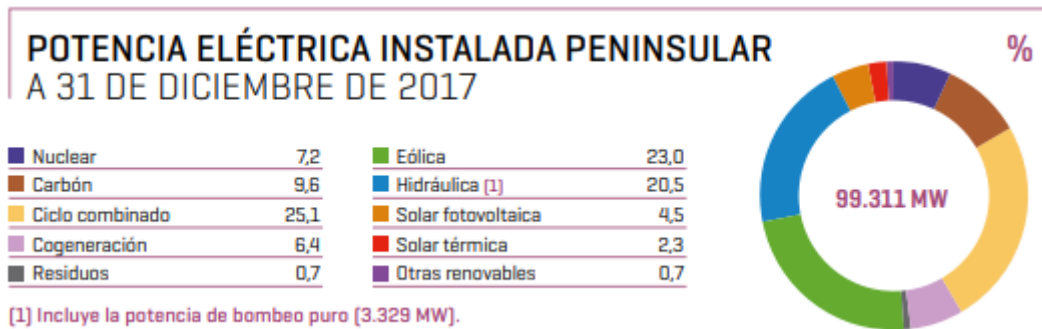 POTENCIA ELÉCTRICA INSTALADA PENINSULAR
%
A 31 DE DICIEMBRE DE 2017
Nuclear 7,2
Carbón 9,6
Ciclo combinado 25,1
Cogeneración 6,4
Residuos 0,7
Eólica 23,0
Hidráulica (1) 20,5
Solar fotovoltaica 4,5
Solar térmica 2,3
Otras renovables 0,7
99.311 MW
(1) Incluye la potencia de bombeo puro (3.329 MW).